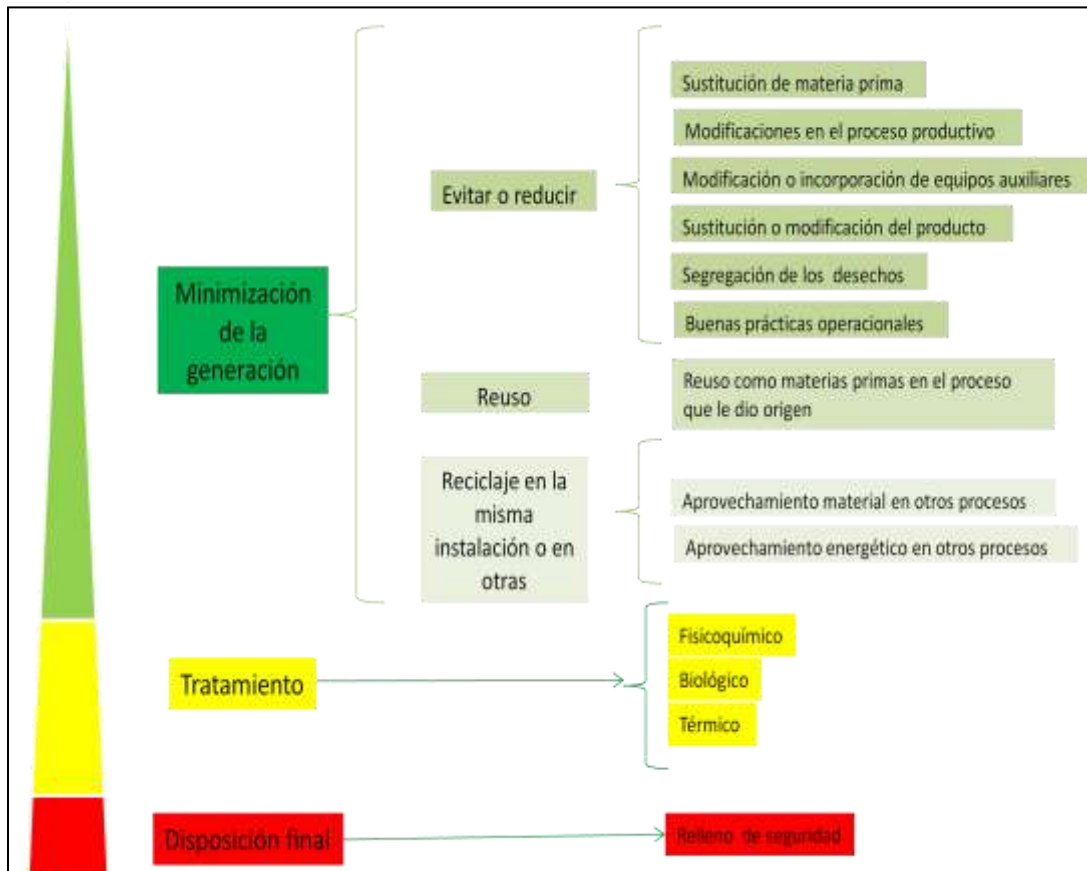 Minimización
de la
generación
Evitar o reducir
Sustitución de materia prima
Modificaciones en el proceso productivo
Modificación o incorporación de equipos auxiliares
Sustitución o modificación del producto
Segregación de los desechos
Buenas prácticas operacionales
Reuso
Reuso como materias primas en el proceso
que le dio origen
Reciclaje en la
misma
instalación o en
otras
Aprovechamiento material en otros procesos
Aprovechamiento energético en otros procesos
Tratamiento
Fisicoquímico
Biológico
Térmico
Disposición final
Relleno de seguridad